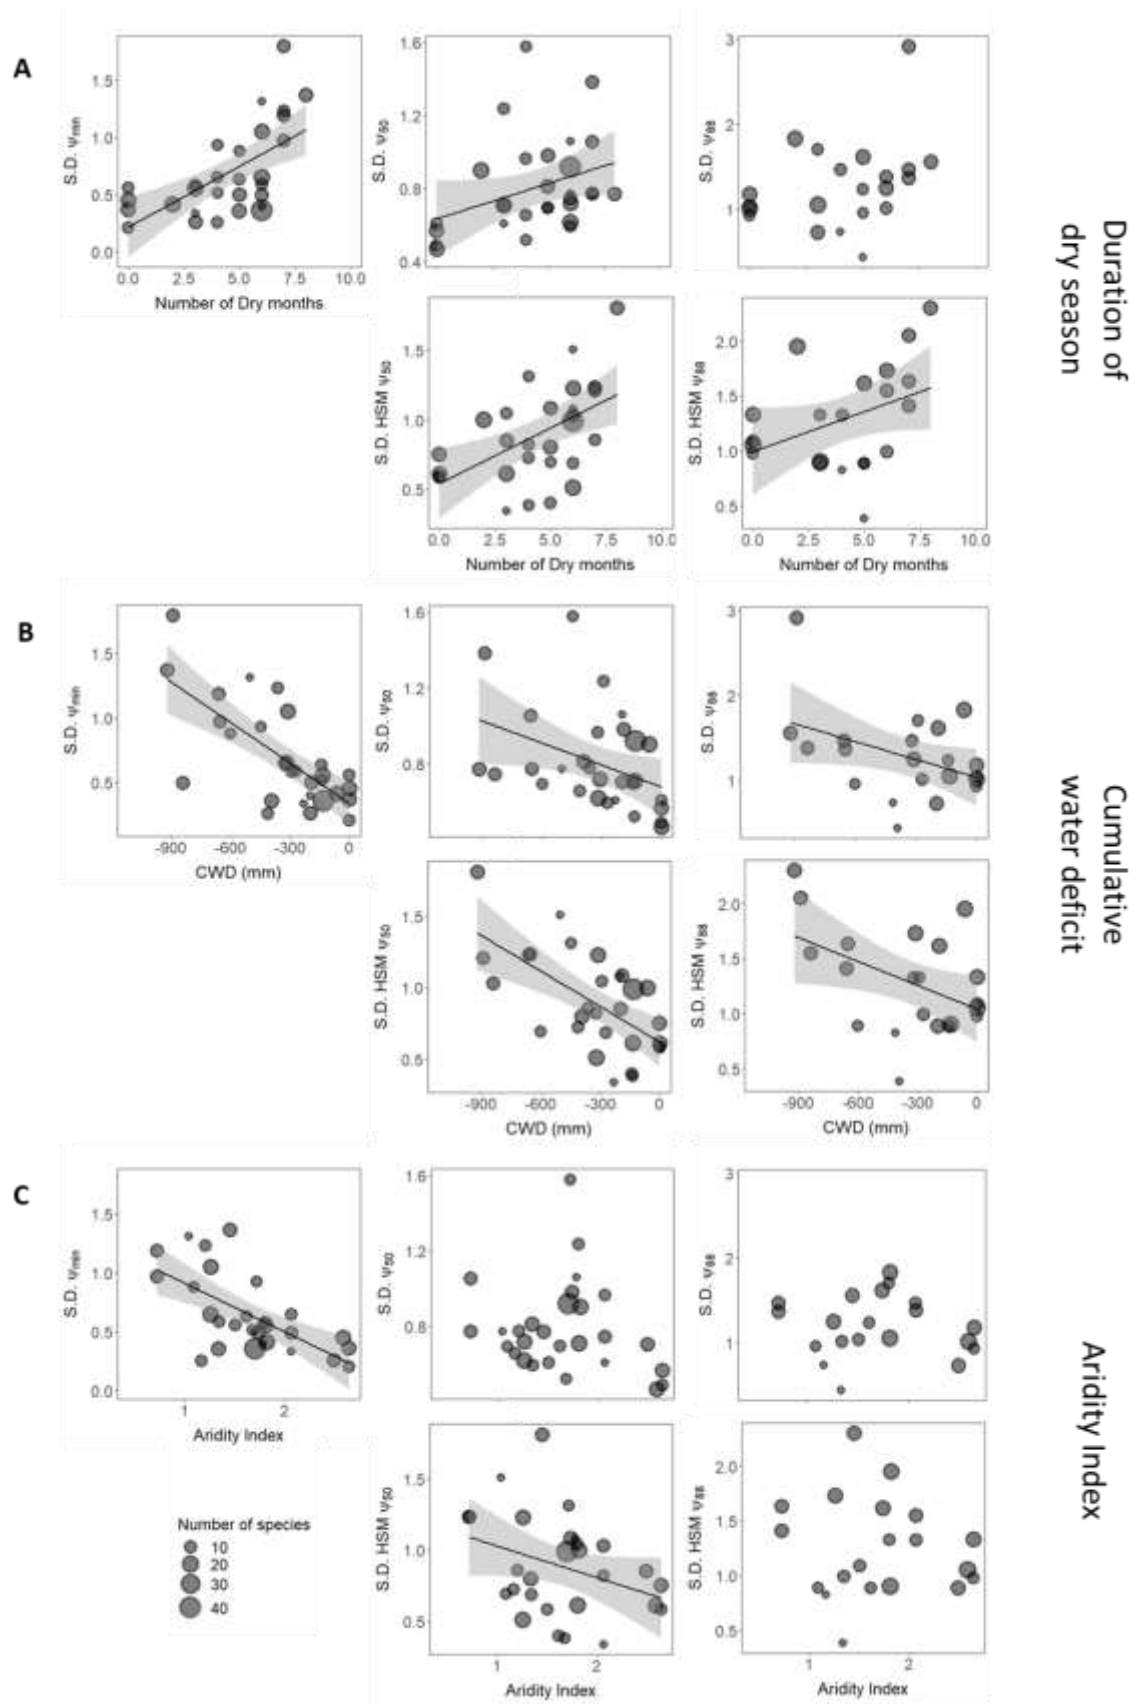 A
S.D. Ψmin
1.5
1.0
0.5
0.0
0.0 2.5 5.0 7.5 10.0
Number of Dry months
S.D. Ψ50
1.6
1.2
0.8
0.4
S.D. Ψ88
3
2
1
S.D. HSM Ψ50
1.5
1.0
0.5
0.0 2.5 5.0 7.5 10.0
Number of Dry months
S.D. HSM Ψ88
2.0
1.5
1.0
0.5
0.0 2.5 5.0 7.5 10.0
Number of Dry months
Duration of
dry season
B
S.D. Ψmin
1.5
1.0
0.5
-900 -600 -300 0
CWD (mm)
S.D. Ψ50
1.6
1.2
0.8
S.D. Ψ88
3
2
1
S.D. HSM Ψ50
1.5
1.0
0.5
-900 -600 -300 0
CWD (mm)
S.D. HSM Ψ88
2.0
1.5
1.0
0.5
-900 -600 -300 0
CWD (mm)
Cumulative
water deficit
C
S.D. Ψmin
1.5
1.0
0.5
0.0
1 2
Aridity Index
S.D. Ψ50
1.6
1.2
0.8
S.D. Ψ88
3
2
1
S.D. HSM Ψ50
1.5
1.0
0.5
1 2
Aridity Index
S.D. HSM Ψ88
2.0
1.5
1.0
0.5
1 2
Aridity Index
Aridity Index
Number of species
10
20
30
40